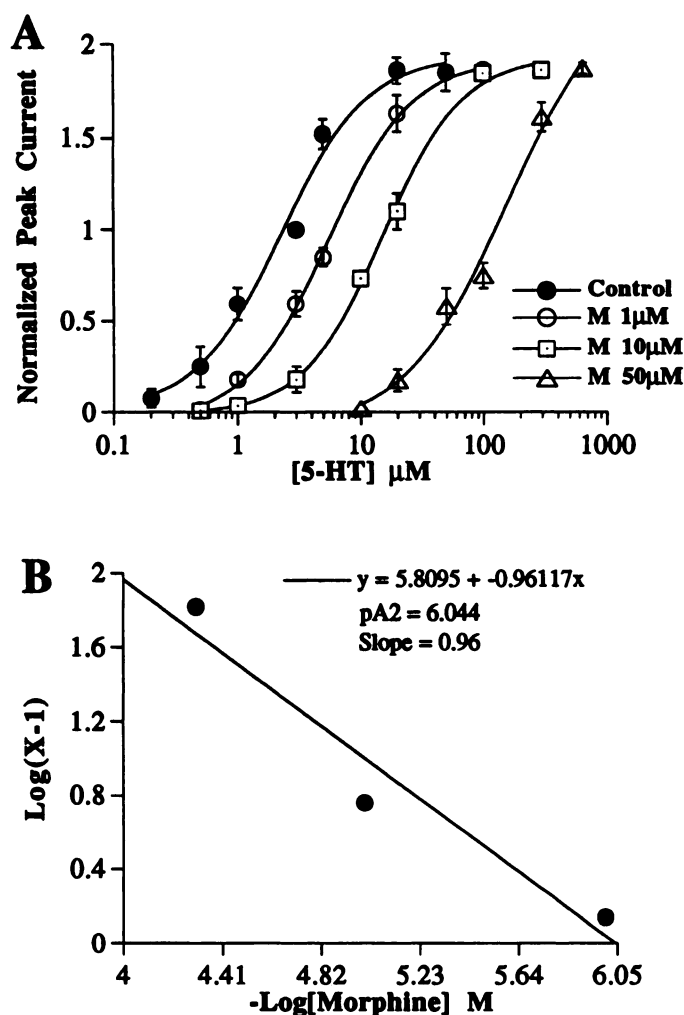 A
Normalized Peak Current
2
1.5
1
0.5
0
0.1 1 10 100 1000
[5-HT] µM
Control
M 1µM
M 10µM
M 50µM
B
Log(X-1)
2
1.6
1.2
0.8
0.4
0
4 4.41 4.82 5.23 5.64 6.05
-Log[Morphine] M
y = 5.8095 + -0.96117x
pA2 = 6.044
Slope = 0.96